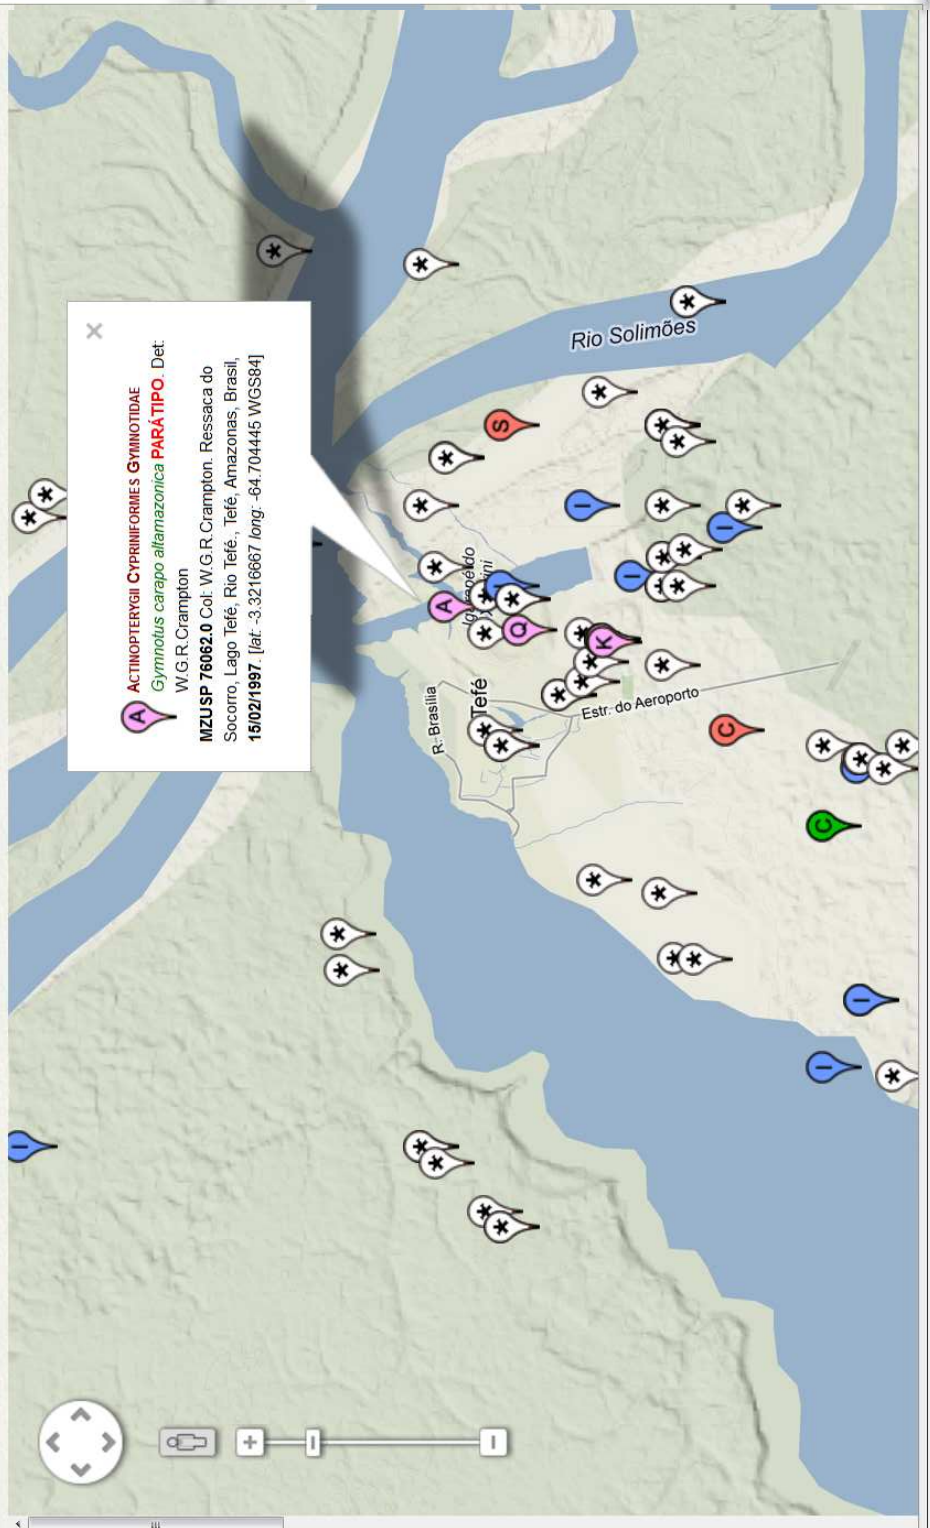 ACTINOPTERYGII CYPRINIFORMES GYMNOTIDAE
Gymnotus carapo altamazonica PARÁTIPO. Det:
W.G.R.Crampton
MZUSP 76062.0 Col: W.G.R.Crampton. Ressaca do
Socorro, Lago Tefé, Rio Tefé., Tefé, Amazonas, Brasil,
15/02/1997. [lat: -3.3216667 long: -64.704445 WGS84]
A
Rio Solimões
R. Brasília
Tefé
Estr. do Aeroporto
A
Q
K
S
C
C
I
I
I
I
I
I
I